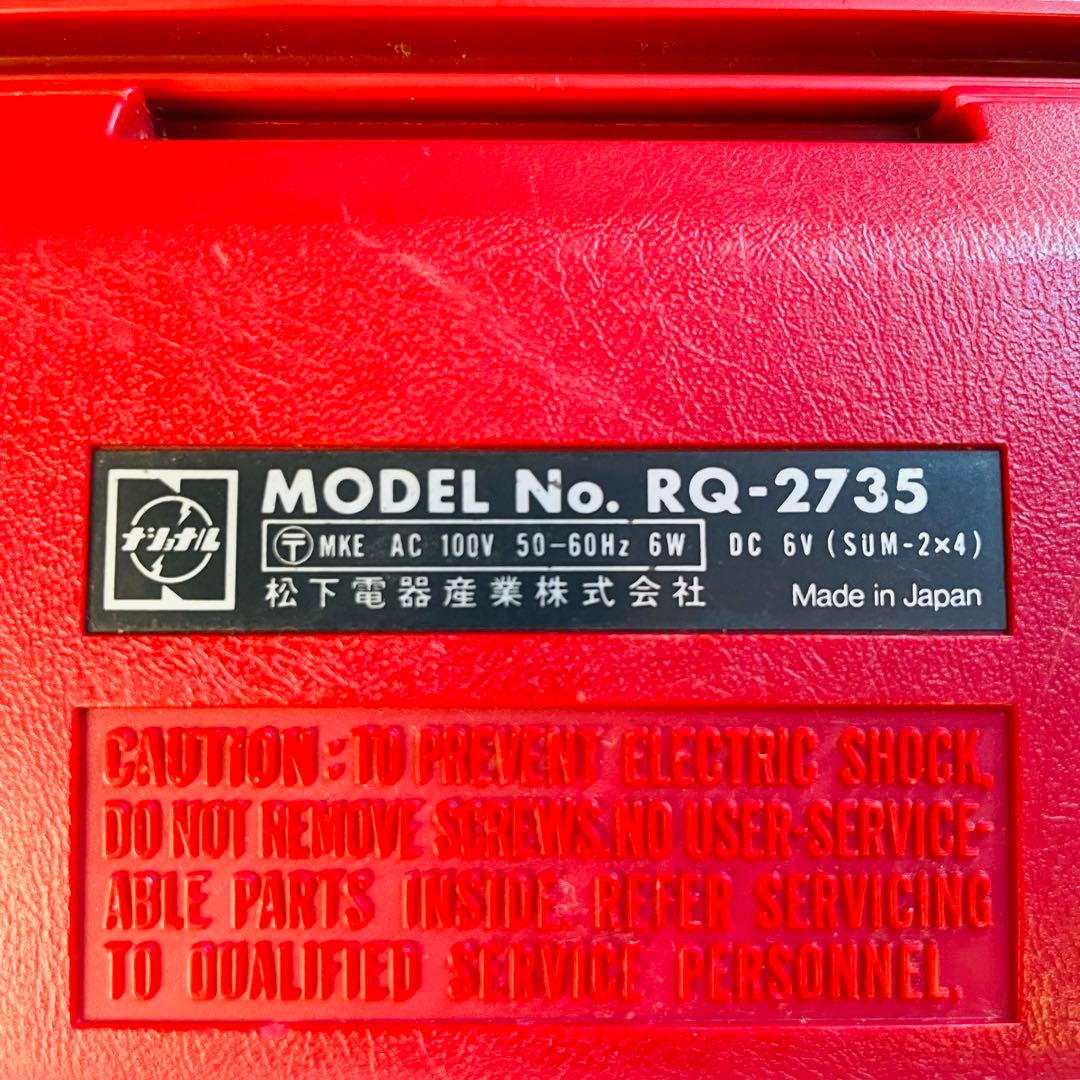 ナショナル
MODEL No. RQ-2735
〒 MKE AC 100V 50-60Hz 6W DC 6V (SUM-2×4)
松下電器産業株式会社 Made in Japan
CAUTION: TO PREVENT ELECTRIC SHOCK,
DO NOT REMOVE SCREWS. NO USER-SERVICE-
ABLE PARTS INSIDE. REFER SERVICING
TO QUALIFIED SERVICE PERSONNEL.